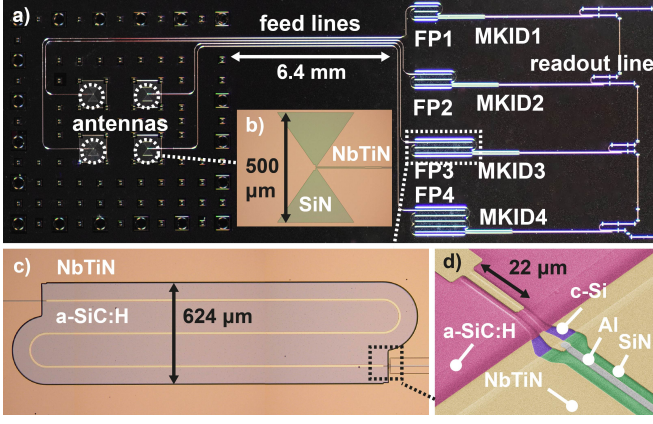 a)
feed lines
6.4 mm
antennas
FP1
MKID1
readout line
FP2
MKID2
FP3
MKID3
FP4
MKID4
b)
500
µm
NbTiN
SiN
c)
NbTiN
a-SiC:H
624 µm
d)
22 µm
c-Si
a-SiC:H
Al
SiN
NbTiN